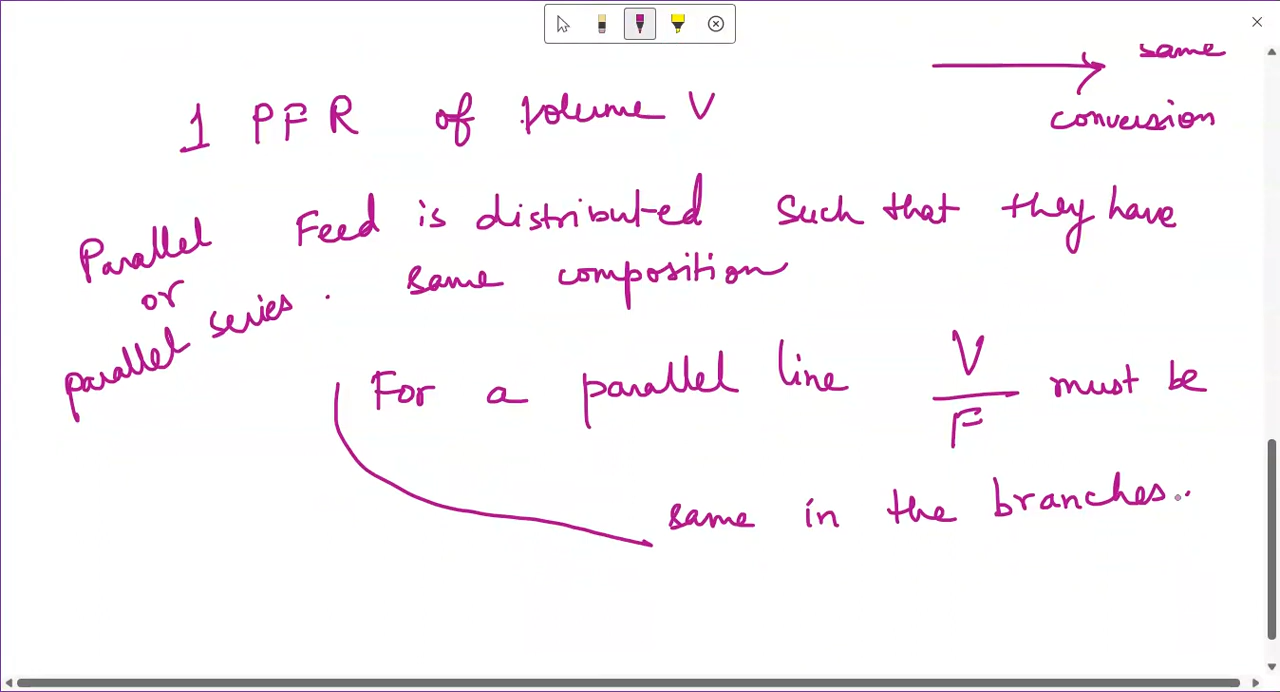 same
1 PFR of volume V
conversion
Parallel Feed is distributed such that they have
or same composition
parallel series.
For a parallel line V/F must be
same in the branches..